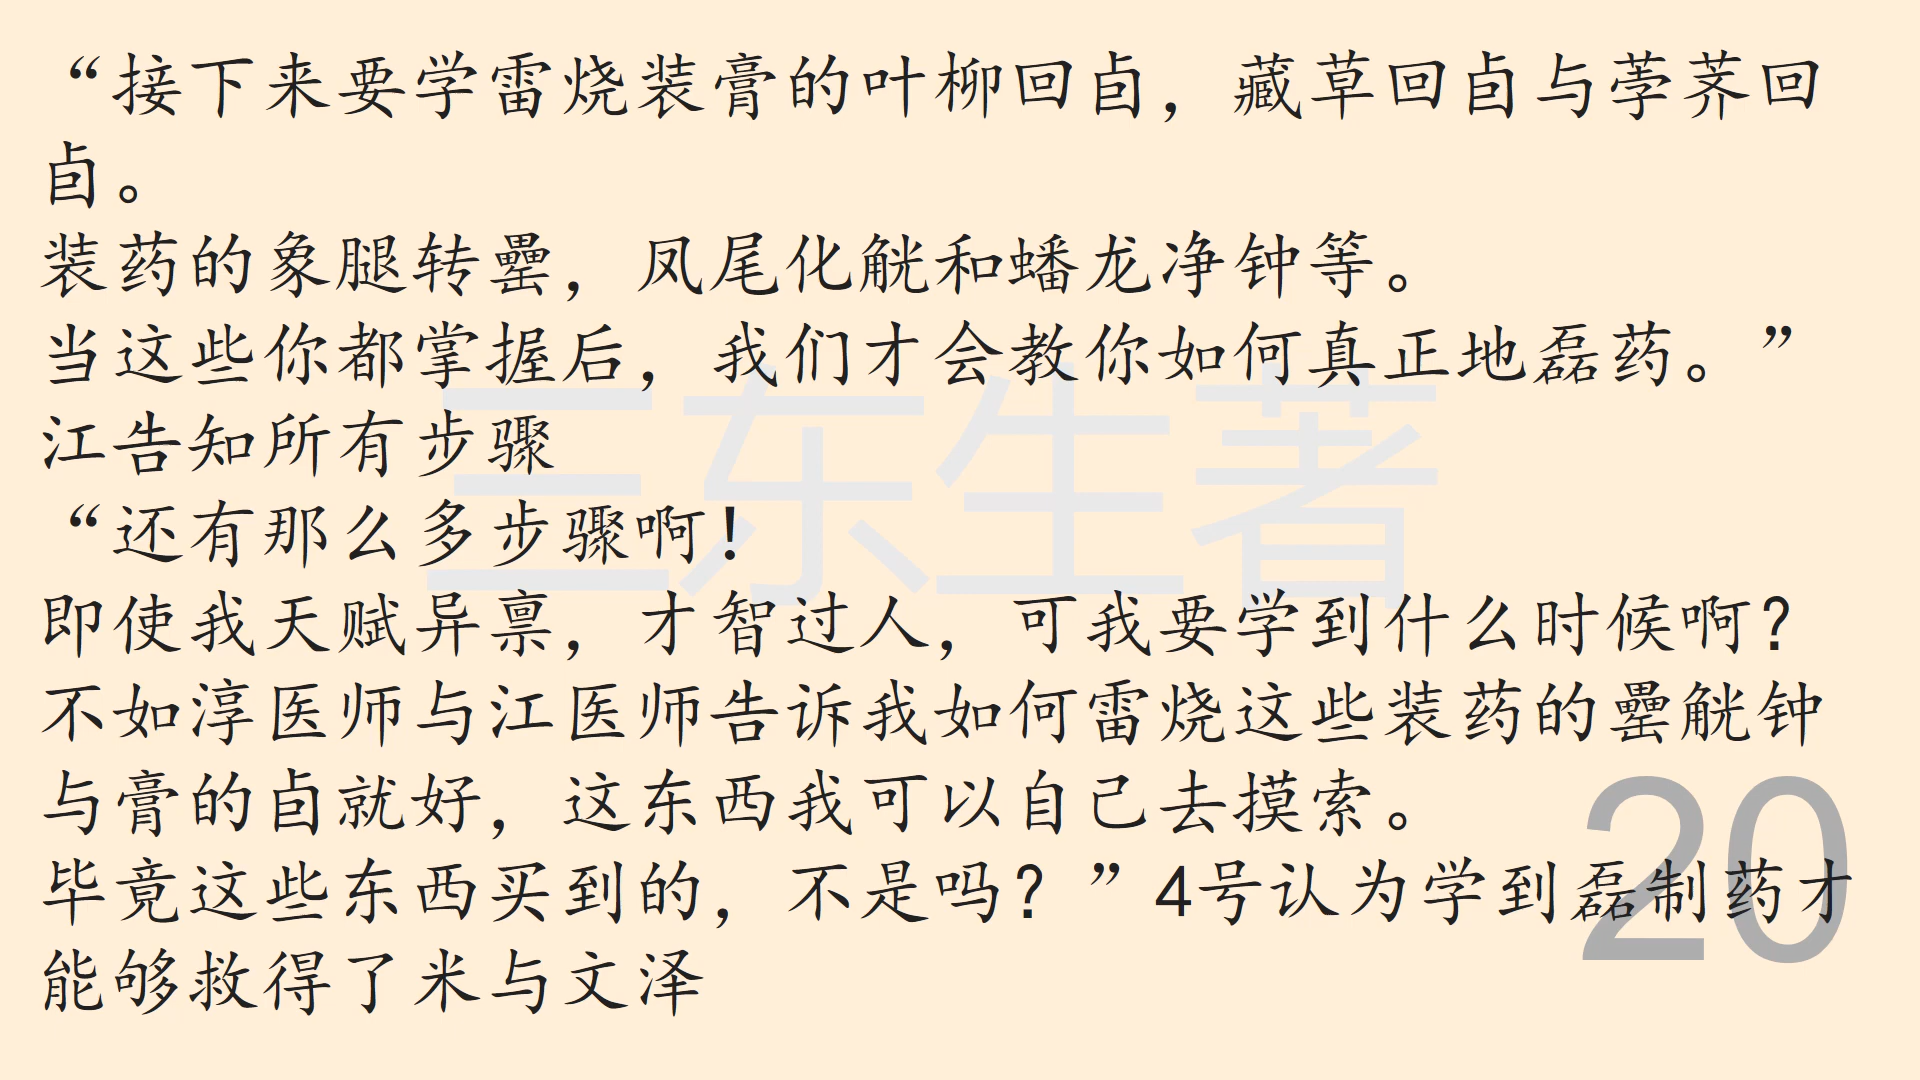 “接下来要学雷烧装膏的叶柳回卣，藏草回卣与荸荠回
卣。
装药的象腿转罍，凤尾化觥和蟠龙净钟等。
当这些你都掌握后，我们才会教你如何真正地磊药。”
江告知所有步骤
“还有那么多步骤啊！
即使我天赋异禀，才智过人，可我要学到什么时候啊？
不如淳医师与江医师告诉我如何雷烧这些装药的罍觥钟
与膏的卣就好，这东西我可以自己去摸索。
毕竟这些东西买到的，不是吗？”4号认为学到磊制药才
能够救得了米与文泽
三东生著
20